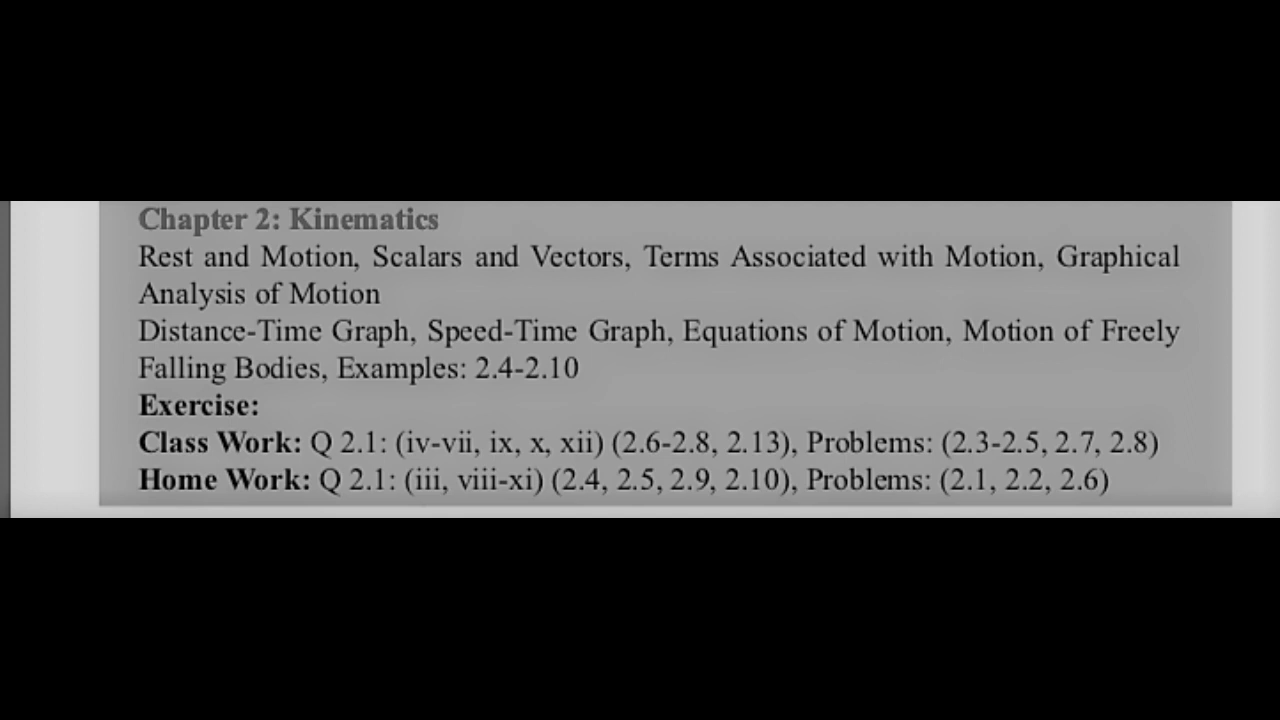 Chapter 2: Kinematics
Rest and Motion, Scalars and Vectors, Terms Associated with Motion, Graphical
Analysis of Motion
Distance-Time Graph, Speed-Time Graph, Equations of Motion, Motion of Freely
Falling Bodies, Examples: 2.4-2.10
Exercise:
Class Work: Q 2.1: (iv-vii, ix, x, xii) (2.6-2.8, 2.13), Problems: (2.3-2.5, 2.7, 2.8)
Home Work: Q 2.1: (iii, viii-xi) (2.4, 2.5, 2.9, 2.10), Problems: (2.1, 2.2, 2.6)